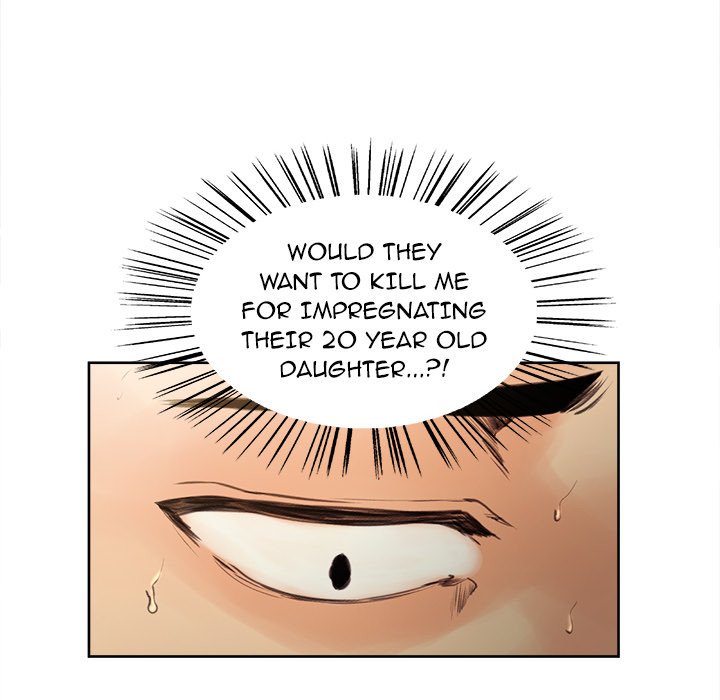 WOULD THEY
WANT TO KILL ME
FOR IMPREGNATING
THEIR 20 YEAR OLD
DAUGHTER...?!